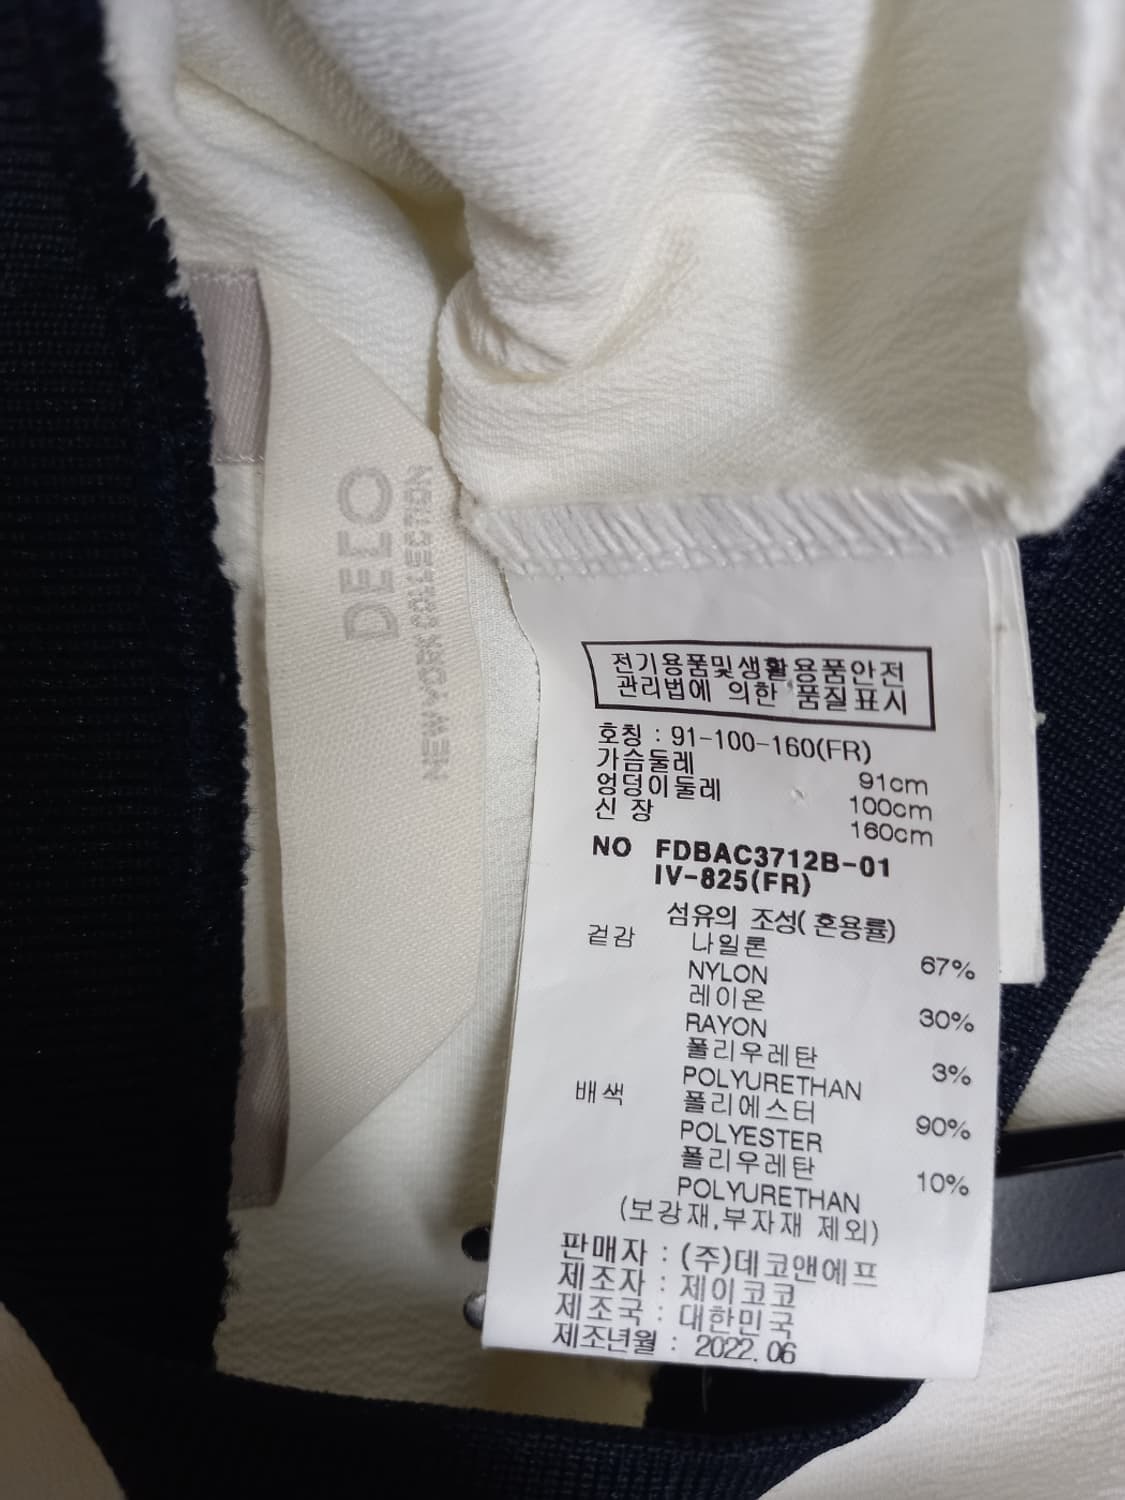 DECO
NEW YORK COLLECTION
전기용품및생활용품안전
관리법에 의한 품질표시
호칭 : 91-100-160(FR)
가슴둘레 91cm
엉덩이둘레 100cm
신 장 160cm
NO FDBAC3712B-01
IV-825(FR)
섬유의 조성( 혼용률)
겉감 나일론 67%
NYLON
레이온 30%
RAYON
폴리우레탄 3%
POLYURETHAN
배색 폴리에스터 90%
POLYESTER
폴리우레탄 10%
POLYURETHAN
(보강재,부자재 제외)
판매자 : (주)데코앤에프
제조자 : 제이코코
제조국 : 대한민국
제조년월 : 2022.06